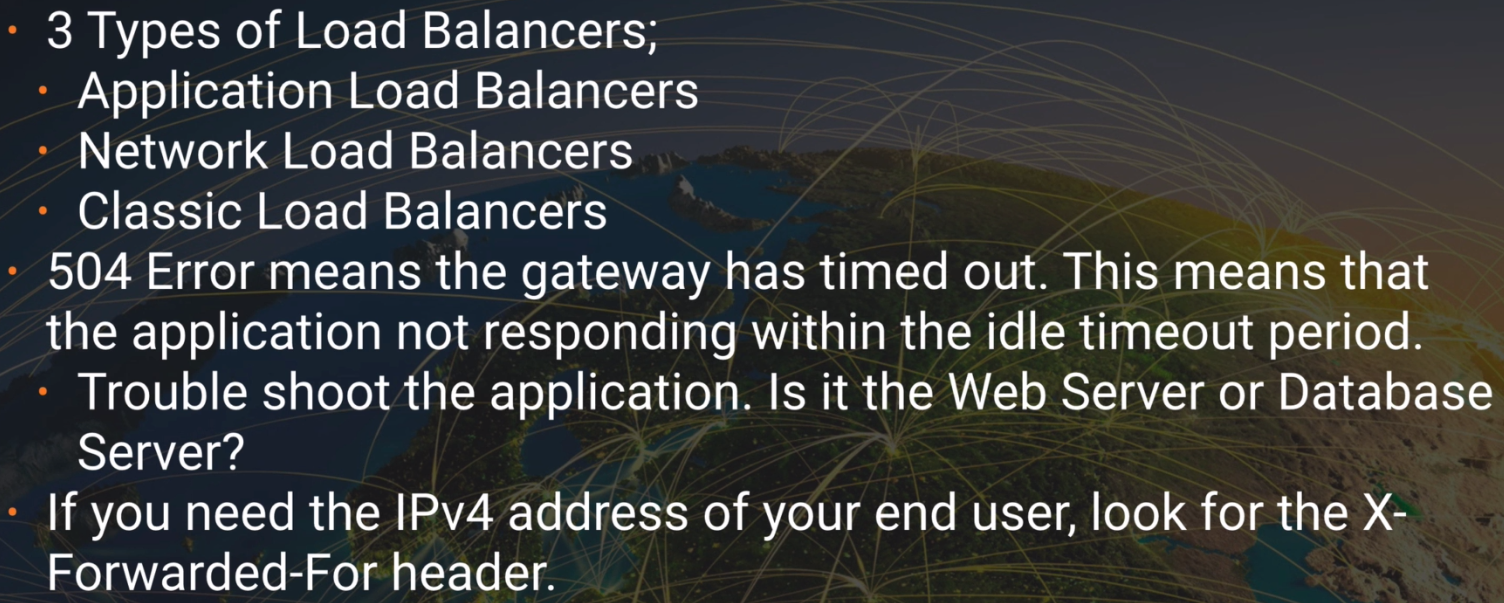 • 3 Types of Load Balancers;
• Application Load Balancers
• Network Load Balancers
• Classic Load Balancers
• 504 Error means the gateway has timed out. This means that
the application not responding within the idle timeout period.
• Trouble shoot the application. Is it the Web Server or Database
Server?
• If you need the IPv4 address of your end user, look for the X-
Forwarded-For header.